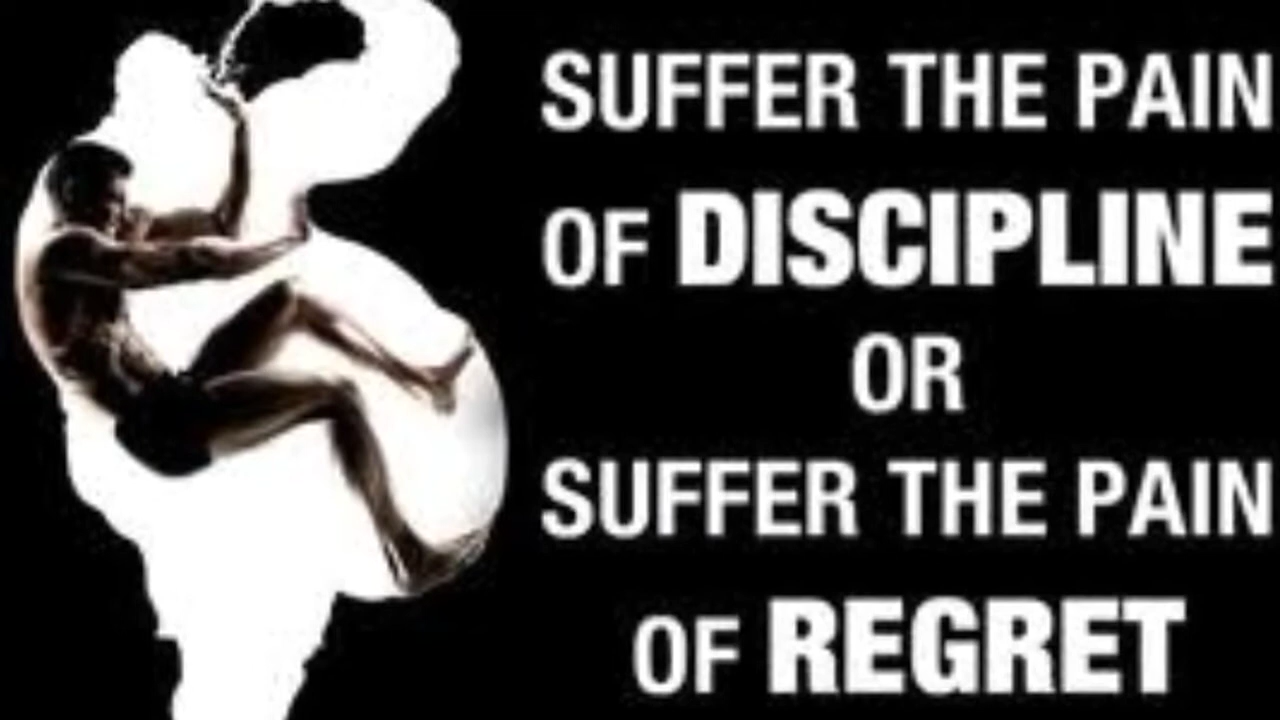 SUFFER THE PAIN
OF DISCIPLINE
OR
SUFFER THE PAIN
OF REGRET